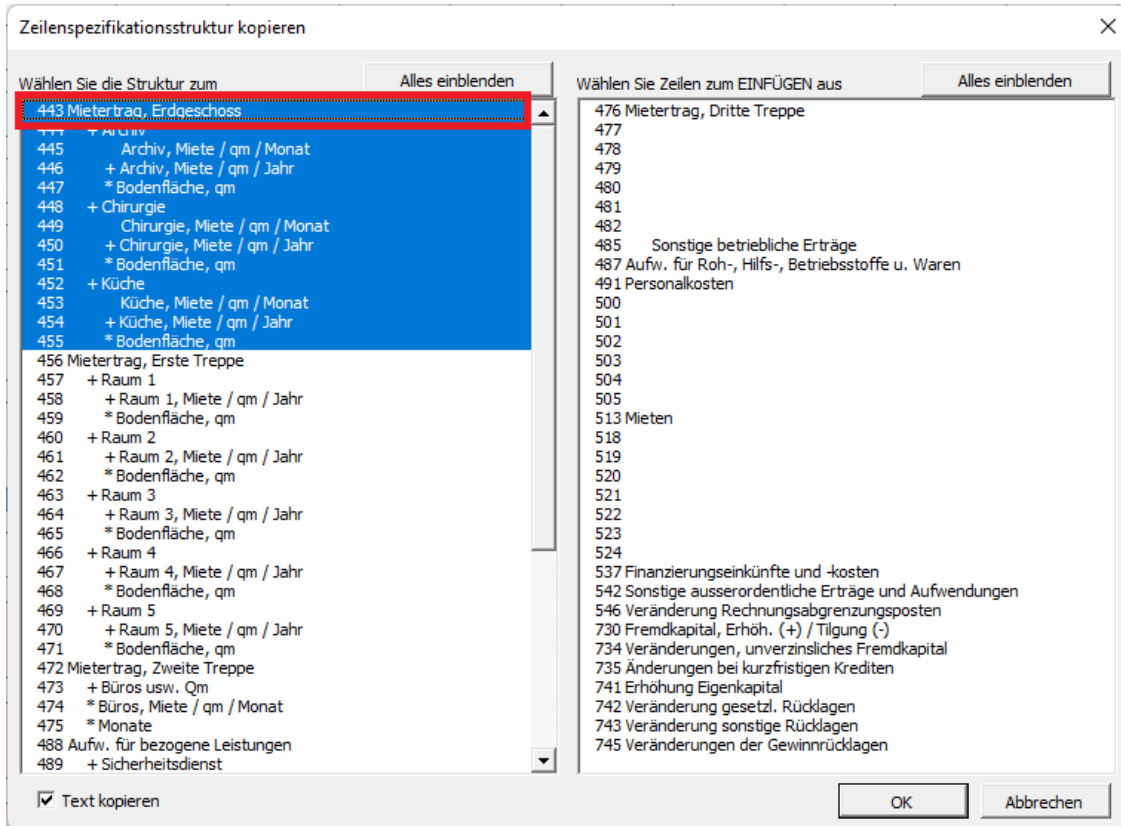 Zeilenspezifikationsstruktur kopieren
Wählen Sie die Struktur zum
Alles einblenden
443 Mietertrag, Erdgeschoss
444 + Archiv
445 Archiv, Miete / qm / Monat
446 + Archiv, Miete / qm / Jahr
447 * Bodenfläche, qm
448 + Chirurgie
449 Chirurgie, Miete / qm / Monat
450 + Chirurgie, Miete / qm / Jahr
451 * Bodenfläche, qm
452 + Küche
453 Küche, Miete / qm / Monat
454 + Küche, Miete / qm / Jahr
455 * Bodenfläche, qm
456 Mietertrag, Erste Treppe
457 + Raum 1
458 + Raum 1, Miete / qm / Jahr
459 * Bodenfläche, qm
460 + Raum 2
461 + Raum 2, Miete / qm / Jahr
462 * Bodenfläche, qm
463 + Raum 3
464 + Raum 3, Miete / qm / Jahr
465 * Bodenfläche, qm
466 + Raum 4
467 + Raum 4, Miete / qm / Jahr
468 * Bodenfläche, qm
469 + Raum 5
470 + Raum 5, Miete / qm / Jahr
471 * Bodenfläche, qm
472 Mietertrag, Zweite Treppe
473 + Büros usw. Qm
474 * Büros, Miete / qm / Monat
475 * Monate
488 Aufw. für bezogene Leistungen
489 + Sicherheitsdienst
Wählen Sie Zeilen zum EINFÜGEN aus
Alles einblenden
476 Mietertrag, Dritte Treppe
477
478
479
480
481
482
485 Sonstige betriebliche Erträge
487 Aufw. für Roh-, Hilfs-, Betriebsstoffe u. Waren
491 Personalkosten
500
501
502
503
504
505
513 Mieten
518
519
520
521
522
523
524
537 Finanzierungseinkünfte und -kosten
542 Sonstige ausserordentliche Erträge und Aufwendungen
546 Veränderung Rechnungsabgrenzungsposten
730 Fremdkapital, Erhöh. (+) / Tilgung (-)
734 Veränderungen, unverzinsliches Fremdkapital
735 Änderungen bei kurzfristigen Krediten
741 Erhöhung Eigenkapital
742 Veränderung gesetzl. Rücklagen
743 Veränderung sonstige Rücklagen
745 Veränderungen der Gewinnrücklagen
Text kopieren
OK
Abbrechen